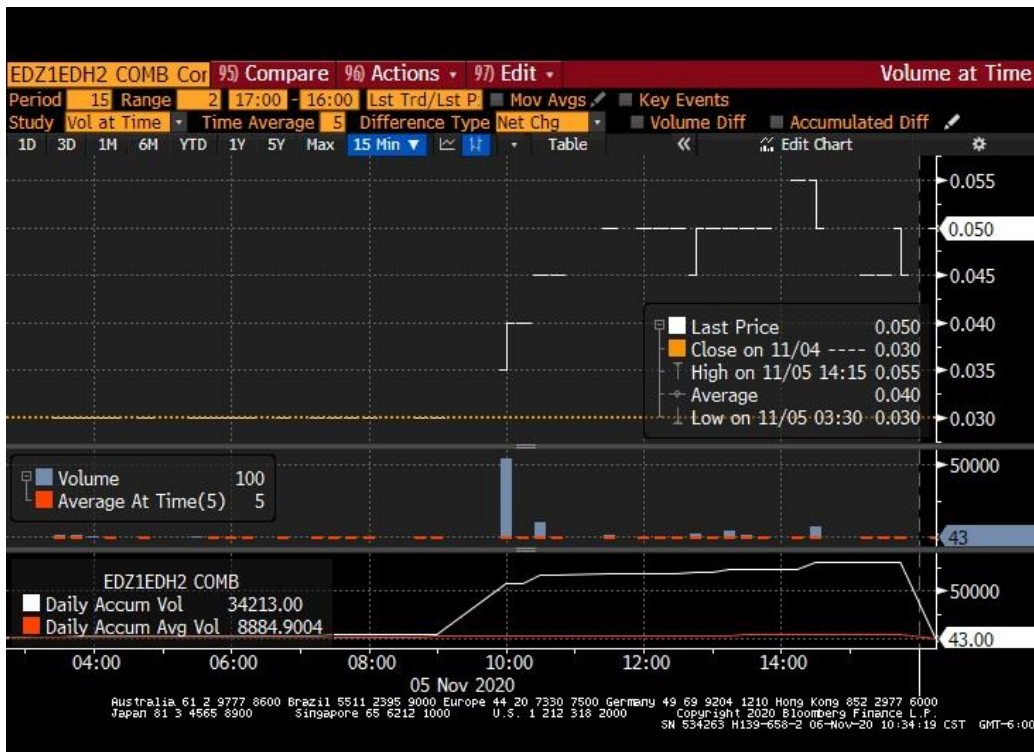 EDZ1EDH2 COMB Cor 95) Compare 96) Actions 97) Edit Volume at Time
Period 15 Range 2 17:00 - 16:00 Lst Trd/Lst P Mov Avgs Key Events
Study Vol at Time Time Average 5 Difference Type Net Chg Volume Diff Accumulated Diff
1D 3D 1M 6M YTD 1Y 5Y Max 15 Min ▼ Table « Edit Chart
0.055
0.050
0.045
0.040
0.035
0.030
Last Price 0.050
Close on 11/04 ---- 0.030
High on 11/05 14:15 0.055
Average 0.040
Low on 11/05 03:30 0.030
50000
Volume 100
Average At Time(5) 5
43
EDZ1EDH2 COMB
Daily Accum Vol 34213.00
Daily Accum Avg Vol 8884.9004
50000
43.00
04:00 06:00 08:00 10:00 12:00 14:00
05 Nov 2020
Australia 61 2 9777 8600 Brazil 5511 2395 9000 Europe 44 20 7330 7500 Germany 49 69 9204 1210 Hong Kong 852 2977 6000
Japan 81 3 4565 8900 Singapore 65 6212 1000 U.S. 1 212 318 2000 Copyright 2020 Bloomberg Finance L.P.
SN 534263 H139-658-2 06-Nov-20 10:34:19 CST GMT-6:00